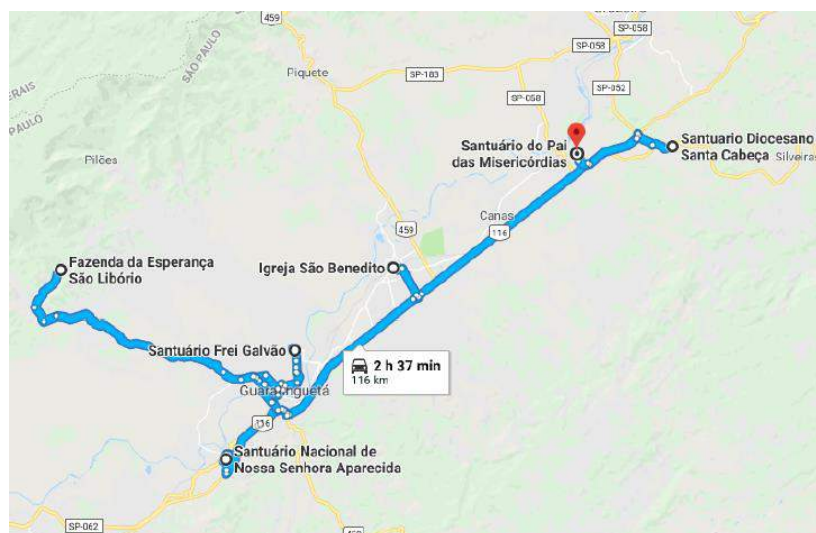 459
SP-058
SP-058
Piquete
SP-183
SÃO PAULO
SP-058
SP-052
PAULO
Santuário do Pai
das Misericórdias
Santuario Diocesano
Santa Cabeça
Silveiras
Pilões
Canas
116
459
Fazenda da Esperança
São Libório
Igreja São Benedito
Santuário Frei Galvão
2 h 37 min
116 km
116
Santuário Nacional de
Nossa Senhora Aparecida
SP-062
459